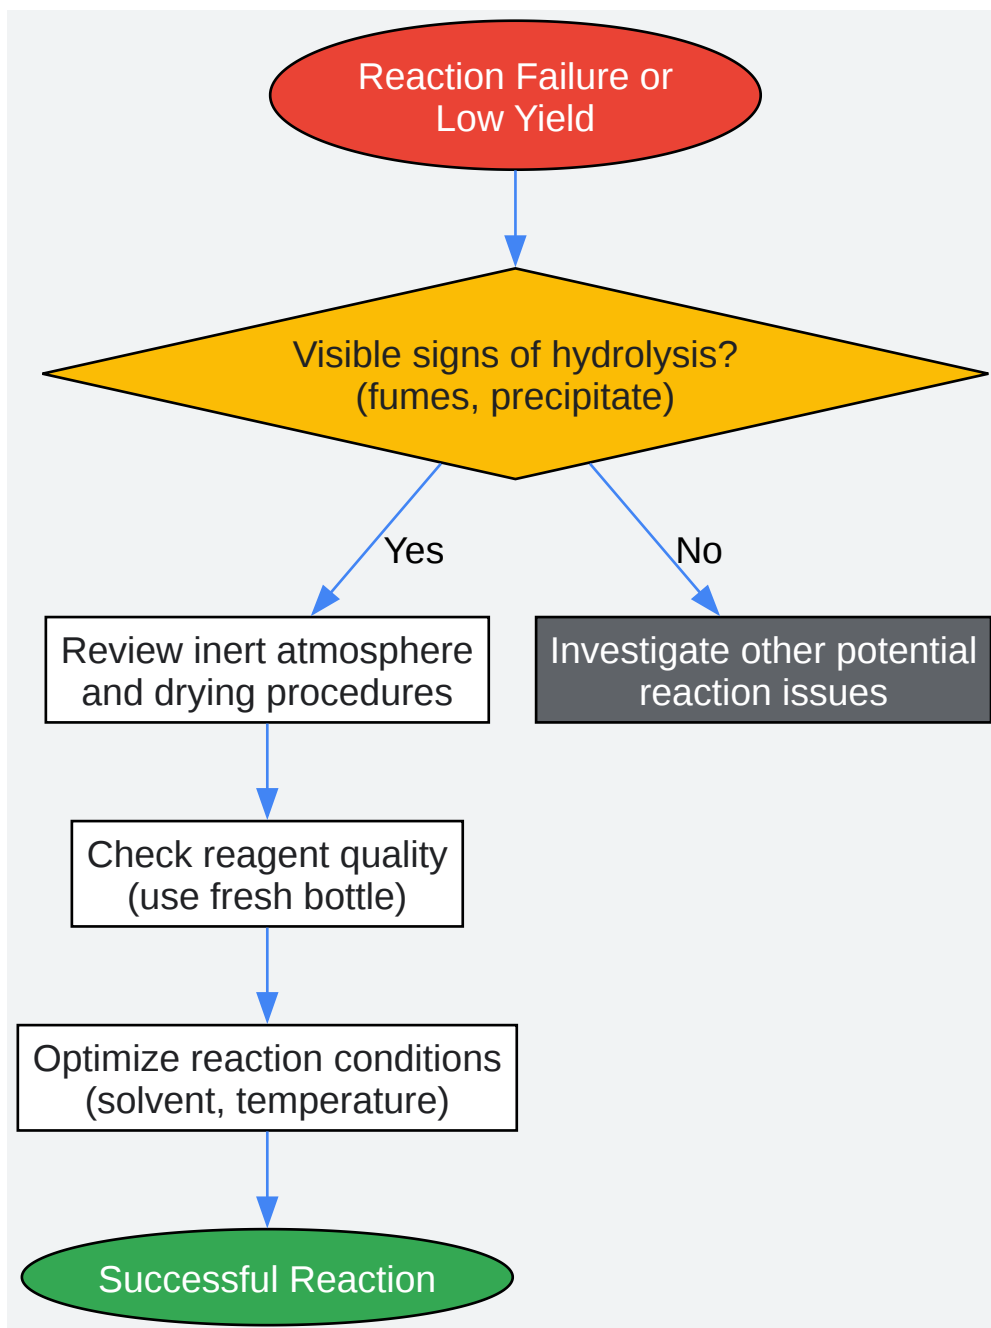 Reaction Failure or
Low Yield
Visible signs of hydrolysis?
(fumes, precipitate)
Yes
No
Review inert atmosphere
and drying procedures
Investigate other potential
reaction issues
Check reagent quality
(use fresh bottle)
Optimize reaction conditions
(solvent, temperature)
Successful Reaction